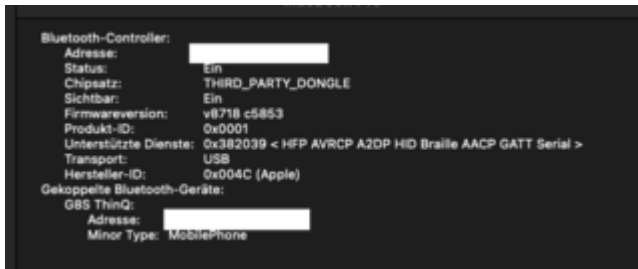 Bluetooth-Controller:
Adresse:
Status: Ein
Chipsatz: THIRD_PARTY_DONGLE
Sichtbar: Ein
Firmwareversion: v8718 c5853
Produkt-ID: 0x0001
Unterstützte Dienste: 0x382039 < HFP AVRCP A2DP HID Braille AACP GATT Serial >
Transport: USB
Hersteller-ID: 0x004C (Apple)
Gekoppelte Bluetooth-Geräte:
G8S ThinQ:
Adresse:
Minor Type: MobilePhone